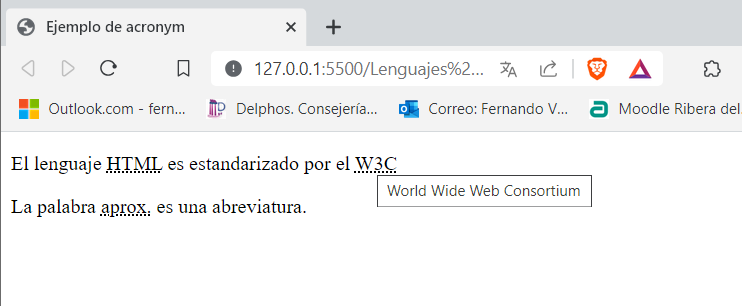 Ejemplo de acronym
127.0.0.1:5500/Lenguajes%2...
Outlook.com - fern... Delphos. Consejería... Correo: Fernando V... Moodle Ribera del
El lenguaje HTML es estandarizado por el W3C
World Wide Web Consortium
La palabra aprox. es una abreviatura.